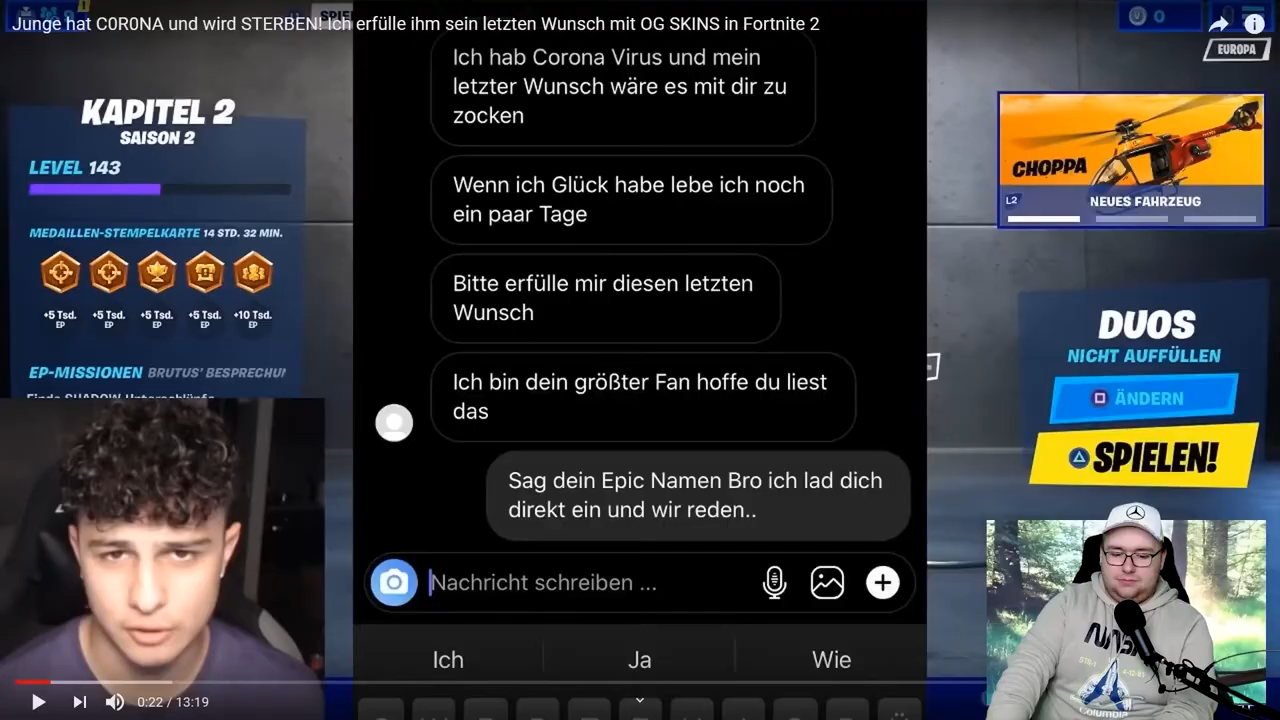 Junge hat C0R0NA und wird STERBEN! Ich erfülle ihm sein letzten Wunsch mit OG SKINS in Fortnite 2
0
EUROPA
KAPITEL 2
SAISON 2
LEVEL 143
MEDAILLEN-STEMPELKARTE 14 STD. 32 MIN.
+5 Tsd. +5 Tsd. +5 Tsd. +5 Tsd. +10 Tsd.
EP EP EP EP EP
EP-MISSIONEN BRUTUS' BESPRECHUN
Finde SHADOW-Unterschlüpfe
Ich hab Corona Virus und mein
letzter Wunsch wäre es mit dir zu
zocken
Wenn ich Glück habe lebe ich noch
ein paar Tage
Bitte erfülle mir diesen letzten
Wunsch
Ich bin dein größter Fan hoffe du liest
das
Sag dein Epic Namen Bro ich lad dich
direkt ein und wir reden..
Nachricht schreiben ...
Ich Ja Wie
CHOPPA
L2 NEUES FAHRZEUG
DUOS
NICHT AUFFÜLLEN
ÄNDERN
SPIELEN!
NASA
Columbia
0:22 / 13:19